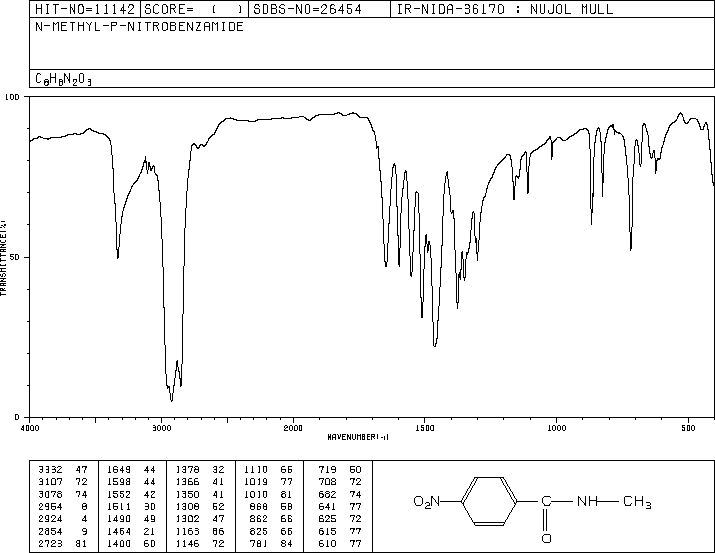 HIT-NO=11142 SCORE= ( ) SDBS-NO=26454 IR-NIDA-36170 : NUJOL MULL
N-METHYL-P-NITROBENZAMIDE
C8H8N2O3
100
50
0
TRANSMITTANCE(%)
4000 3000 2000 1500 1000 500
WAVENUMBER(-1)
3332 47 1649 44 1378 32 1110 66 719 50
3107 72 1598 44 1366 41 1019 77 708 72
3078 74 1552 42 1350 41 1010 81 682 74
2954 8 1511 30 1308 52 868 58 641 77
2924 4 1490 49 1302 47 862 66 625 72
2854 9 1464 21 1163 66 825 66 615 77
2723 81 1400 60 1146 72 781 84 610 77
O2N C NH CH3
O